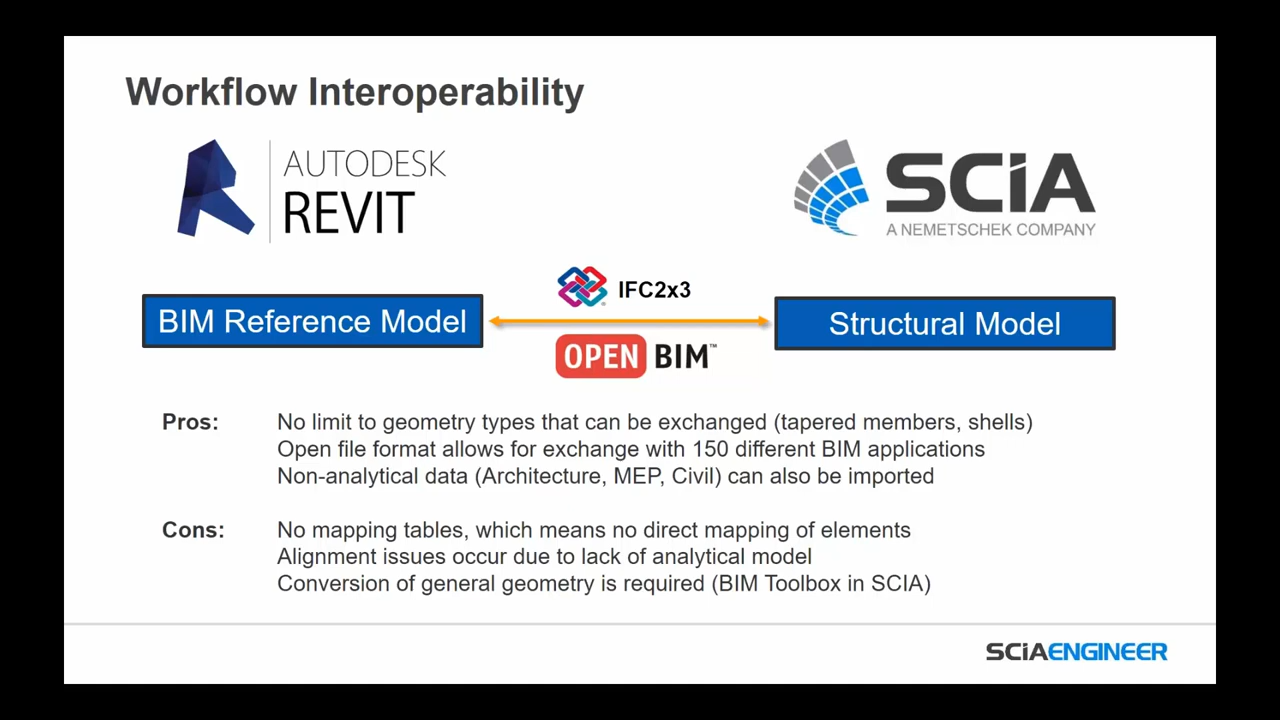 Workflow Interoperability
AUTODESK
REVIT
SCiA
A NEMETSCHEK COMPANY
IFC2x3
BIM Reference Model
Structural Model
OPEN BIM™
Pros: No limit to geometry types that can be exchanged (tapered members, shells)
Open file format allows for exchange with 150 different BIM applications
Non-analytical data (Architecture, MEP, Civil) can also be imported
Cons: No mapping tables, which means no direct mapping of elements
Alignment issues occur due to lack of analytical model
Conversion of general geometry is required (BIM Toolbox in SCIA)
SCiAENGINEER